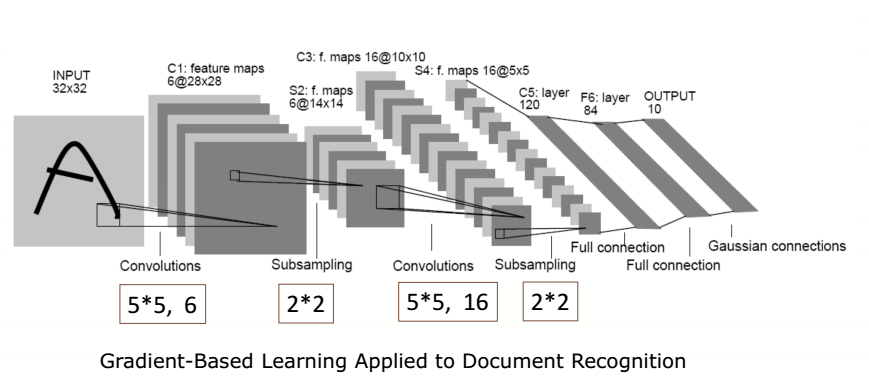 C3: f. maps 16@10x10
INPUT
32x32
C1: feature maps
6@28x28
S2: f. maps
6@14x14
S4: f. maps 16@5x5
C5: layer
120
F6: layer
84
OUTPUT
10
A
Convolutions
Subsampling
Convolutions
Subsampling
Full connection
Full connection
Gaussian connections
5*5, 6
2*2
5*5, 16
2*2
Gradient-Based Learning Applied to Document Recognition